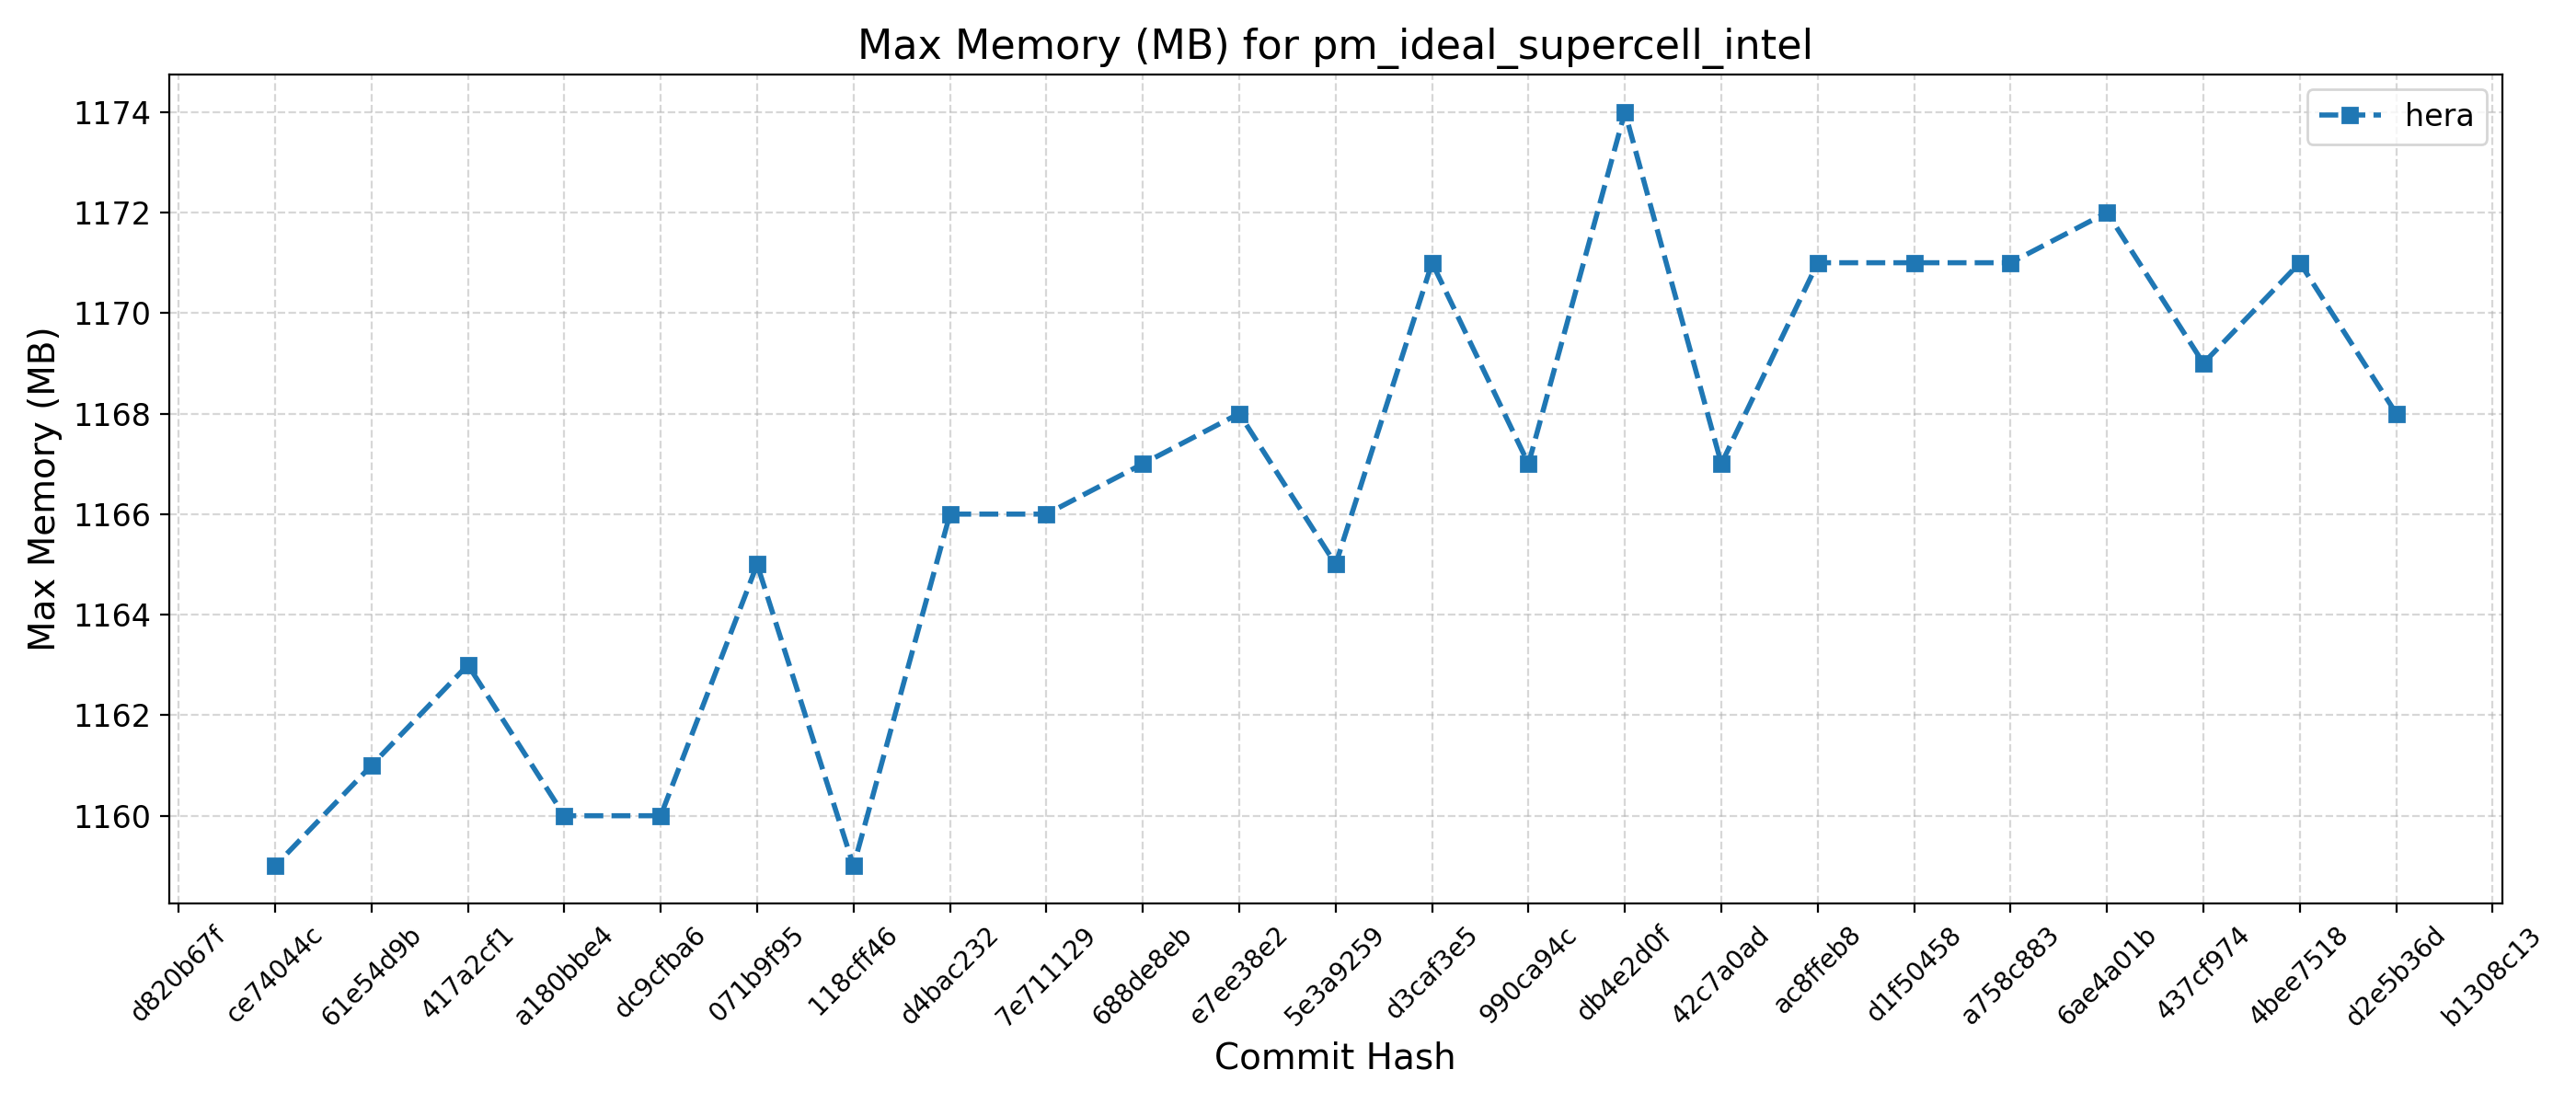 Max Memory (MB) for pm_ideal_supercell_intel
hera
Max Memory (MB)
1174
1172
1170
1168
1166
1164
1162
1160
d820b67f
ce74044c
61e54d9b
417a2cf1
a180bbe4
dc9cfba6
071b9f95
118cff46
d4bac232
7e711129
688de8eb
e7ee38e2
5e3a9259
d3caf3e5
990ca94c
db4e2d0f
42c7a0ad
ac8ffeb8
d1f50458
a758c883
6ae4a01b
437cf974
4bee7518
d2e5b36d
b1308c13
Commit Hash